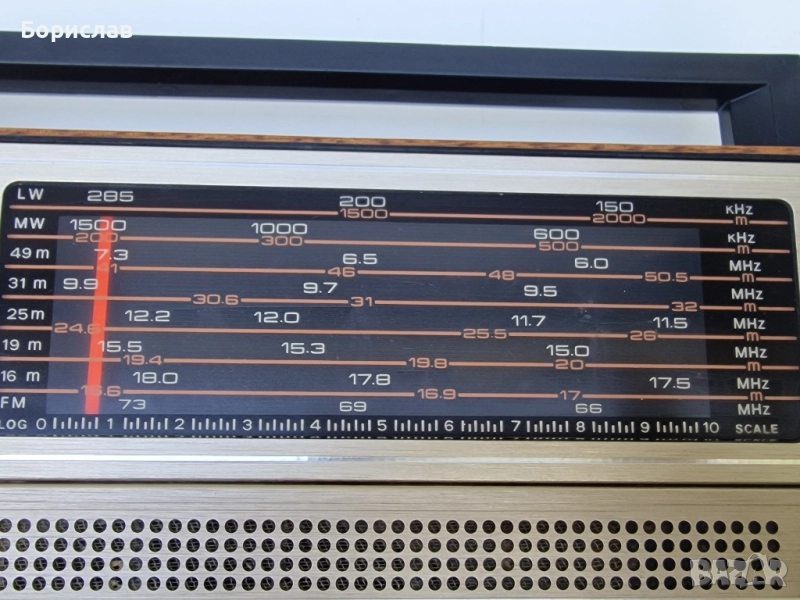 Борислав
LW 285 200 150 кHz
1500 2000 m
MW 1500 1000 600 кHz
200 300 500 m
49 m 7.3 6.5 6.0 MHz
41 46 48 50.5 m
31 m 9.9 9.7 9.5 MHz
30.6 31 32 m
25 m 12.2 12.0 11.7 11.5 MHz
24.6 25.5 26 m
19 m 15.5 15.3 15.0 MHz
19.4 19.8 20 m
16 m 18.0 17.8 17.5 MHz
16.6 16.9 17 m
FM 73 69 66 MHz
LOG 0 1 2 3 4 5 6 7 8 9 10 SCALE
BAZAR